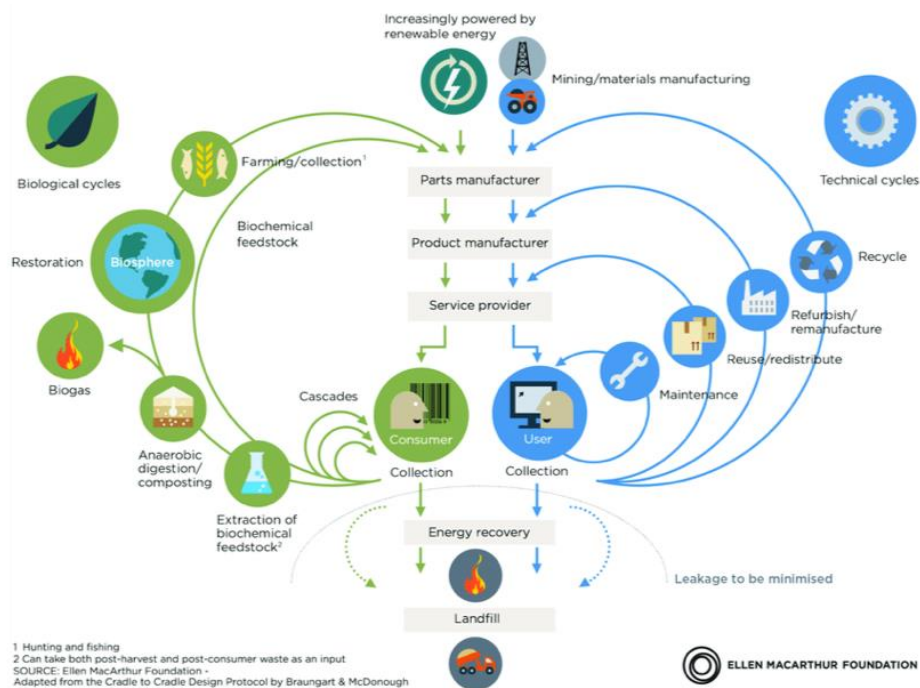 Increasingly powered by
renewable energy
Mining/materials manufacturing
Biological cycles
Technical cycles
Farming/collection1
Parts manufacturer
Biochemical
feedstock
Product manufacturer
Restoration
Biosphere
Recycle
Service provider
Refurbish/
remanufacture
Reuse/redistribute
Biogas
Cascades
Maintenance
Consumer
User
Anaerobic
digestion/
composting
Collection
Collection
Extraction of
biochemical
feedstock2
Energy recovery
Leakage to be minimised
Landfill
1 Hunting and fishing
2 Can take both post-harvest and post-consumer waste as an input
SOURCE: Ellen MacArthur Foundation -
Adapted from the Cradle to Cradle Design Protocol by Braungart & McDonough
ELLEN MACARTHUR FOUNDATION